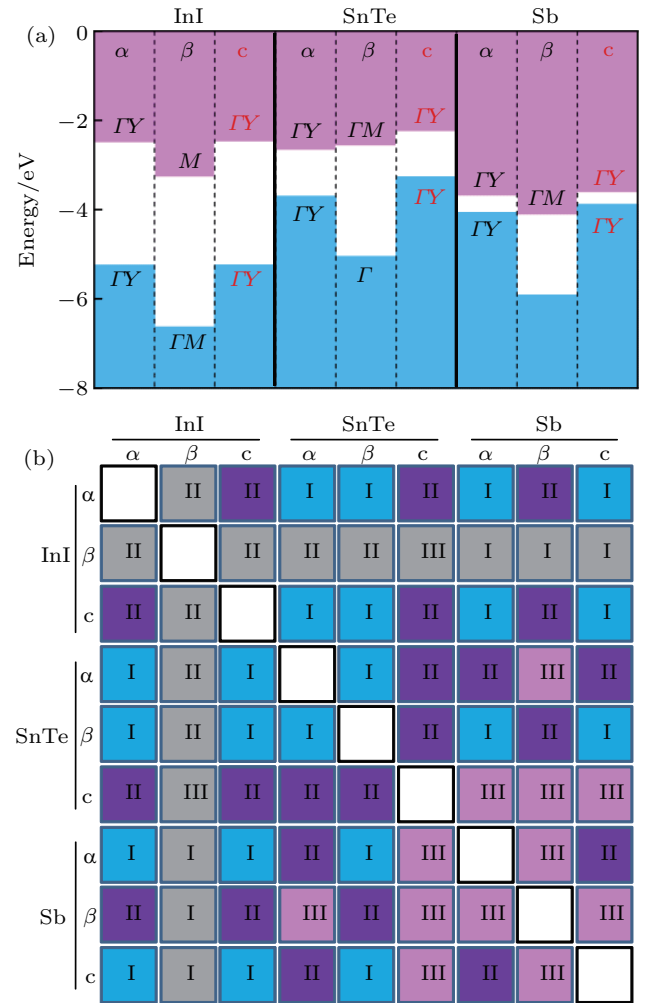 (a) InI SnTe Sb
0
α β c α β c α β c
−2
ΓY M ΓY ΓY ΓM ΓY ΓY ΓM ΓY
−4
ΓY ΓM ΓY ΓY Γ ΓY ΓY ΓY
−6
−8
Energy/eV
(b) InI SnTe Sb
α β c α β c α β c
InI
α II II I I II I II I
β II II II II III I I I
c II II I I II I II I
SnTe
α I II I I II II III II
β I II I I II I II I
c II III II II II III III III
Sb
α I I I II I III III II
β II I II III II III III III
c I I I II I III II III